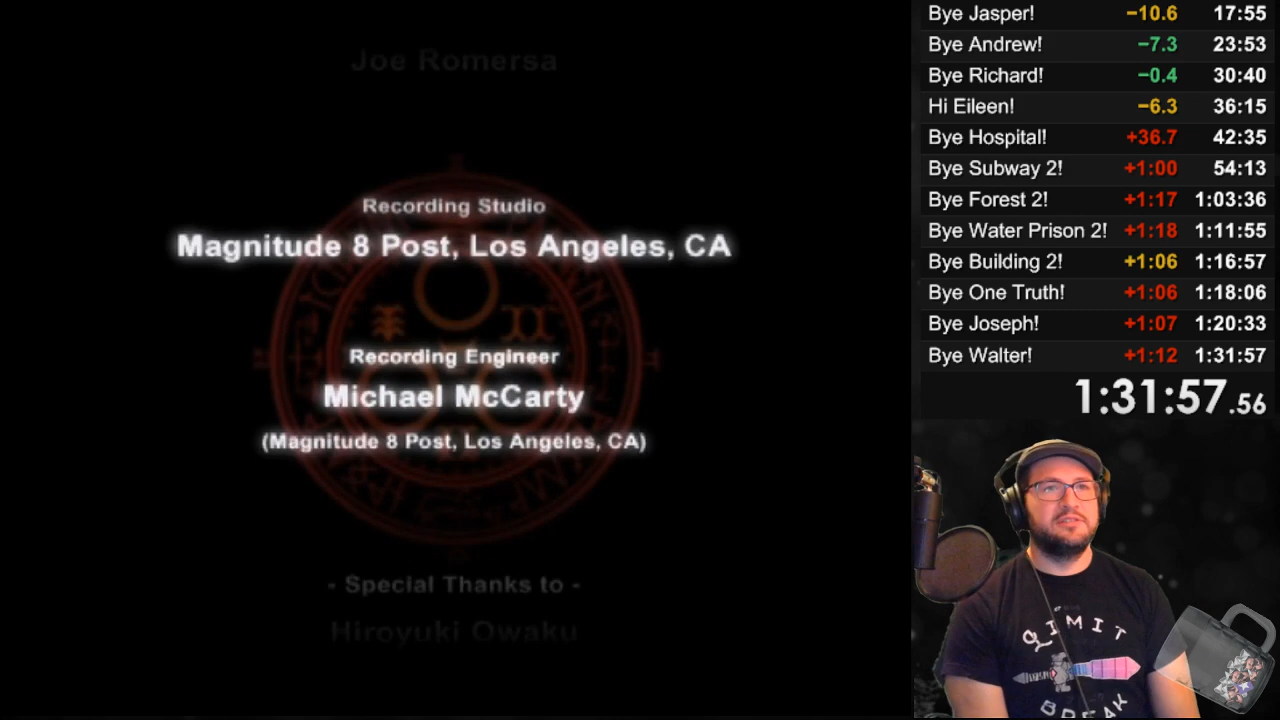 Joe Romersa
Recording Studio
Magnitude 8 Post, Los Angeles, CA
Recording Engineer
Michael McCarty
(Magnitude 8 Post, Los Angeles, CA)
- Special Thanks to -
Hiroyuki Owaku
Bye Jasper! −10.6 17:55
Bye Andrew! −7.3 23:53
Bye Richard! −0.4 30:40
Hi Eileen! −6.3 36:15
Bye Hospital! +36.7 42:35
Bye Subway 2! +1:00 54:13
Bye Forest 2! +1:17 1:03:36
Bye Water Prison 2! +1:18 1:11:55
Bye Building 2! +1:06 1:16:57
Bye One Truth! +1:06 1:18:06
Bye Joseph! +1:07 1:20:33
Bye Walter! +1:12 1:31:57
1:31:57.56
LIMIT
BREAK